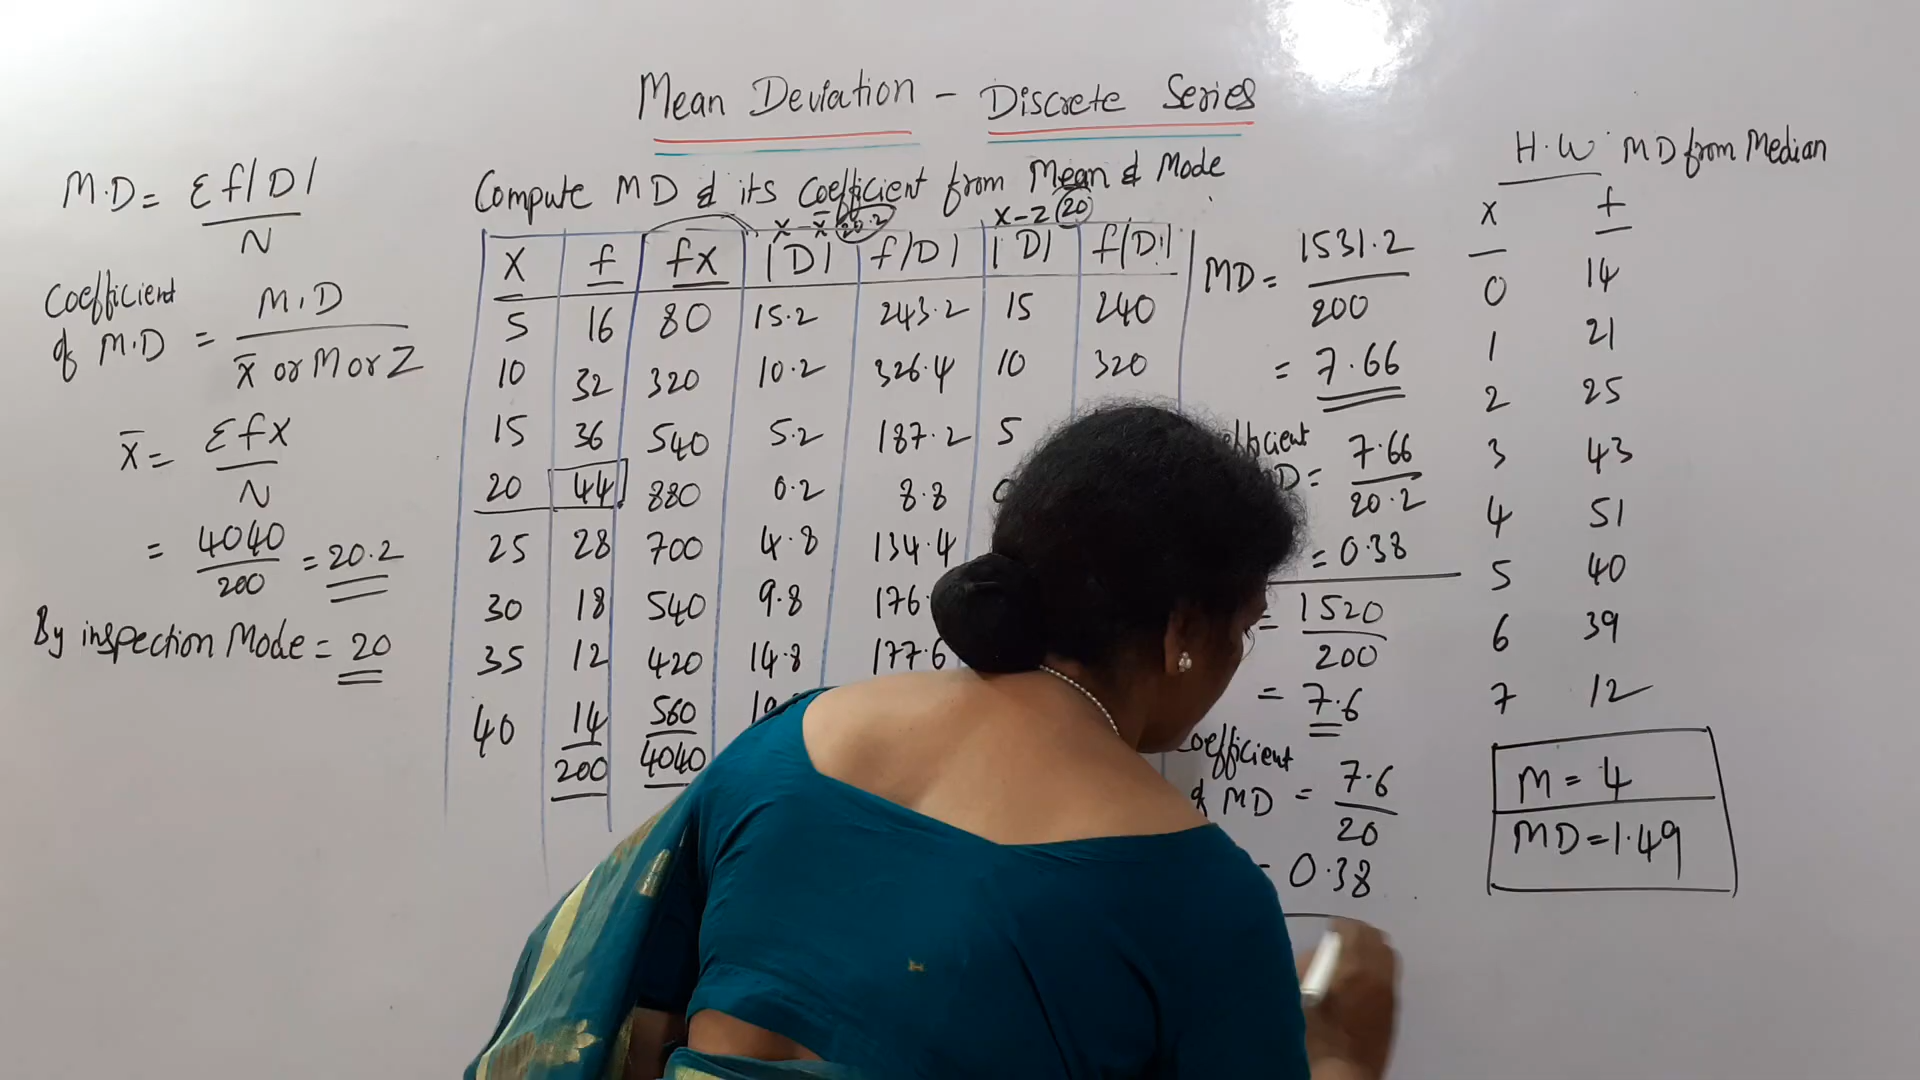 Mean Deviation - Discrete Series
M.D = Σf|D|
N
Coefficient
of M.D = M.D
x̄ or M or Z
x̄ = Σfx
N
= 4040 = 20.2
200
By inspection Mode = 20
Compute MD & its coefficient from Mean & Mode
x - x̄ 20.2 x - z 20
X f fx |D| f|D| |D| f|D|
5 16 80 15.2 243.2 15 240
10 32 320 10.2 326.4 10 320
15 36 540 5.2 187.2 5
20 44 880 0.2 8.8
25 28 700 4.8 134.4
30 18 540 9.8 176.
35 12 420 14.8 177.6
40 14 560
200 4040
MD = 1531.2
200
= 7.66
7.66
20.2
= 0.38
= 1520
200
= 7.6
Coefficient
of MD = 7.6
20
= 0.38
H.W MD from Median
x f
0 14
1 21
2 25
3 43
4 51
5 40
6 39
7 12
M = 4
MD = 1.49